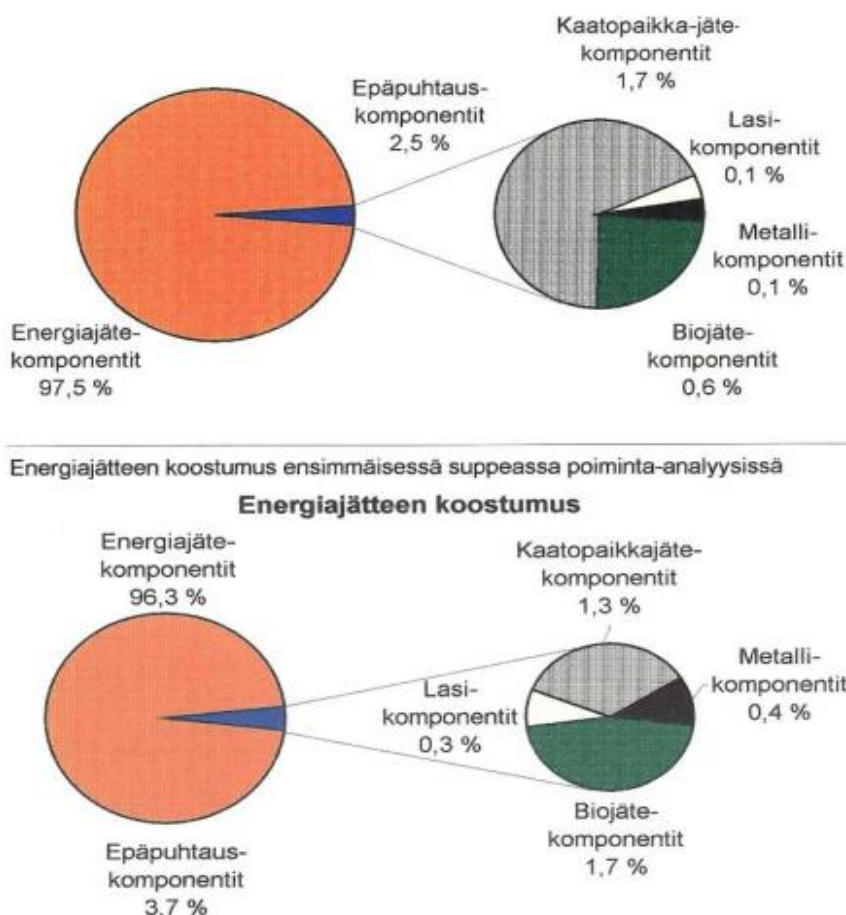 Kaatopaikka-jäte-
komponentit
1,7 %
Epäpuhtaus-
komponentit
2,5 %
Lasi-
komponentit
0,1 %
Metalli-
komponentit
0,1 %
Energiajäte-
komponentit
97,5 %
Biojäte-
komponentit
0,6 %
Energiajätteen koostumus ensimmäisessä suppeassa poiminta-analyysissä
Energiajätteen koostumus
Energiajäte-
komponentit
96,3 %
Kaatopaikkajäte-
komponentit
1,3 %
Metalli-
komponentit
0,4 %
Lasi-
komponentit
0,3 %
Biojäte-
komponentit
1,7 %
Epäpuhtaus-
komponentit
3,7 %